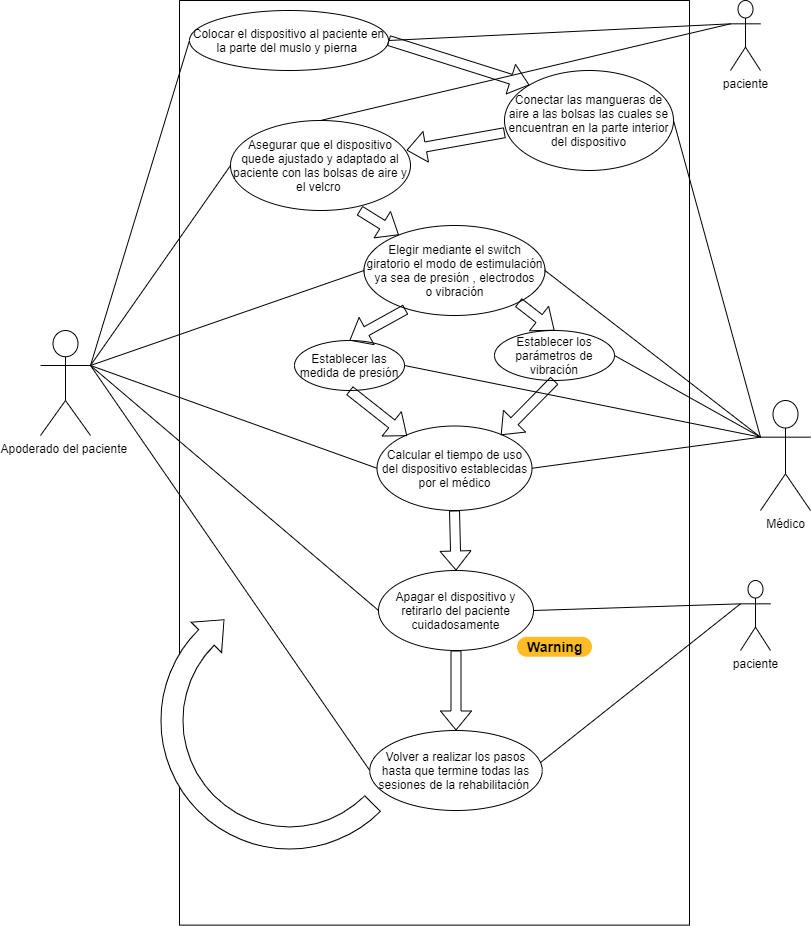 Colocar el dispositivo al paciente en
la parte del muslo y pierna
paciente
Conectar las mangueras de
aire a las bolsas las cuales se
encuentran en la parte interior
del dispositivo
Asegurar que el dispositivo
quede ajustado y adaptado al
paciente con las bolsas de aire y
el velcro
Elegir mediante el switch
giratorio el modo de estimulación
ya sea de presión , electrodos
o vibración
Establecer las
medida de presión
Establecer los
parámetros de
vibración
Apoderado del paciente
Calcular el tiempo de uso
del dispositivo establecidas
por el médico
Médico
Apagar el dispositivo y
retirarlo del paciente
cuidadosamente
Warning
paciente
Volver a realizar los pasos
hasta que termine todas las
sesiones de la rehabilitación